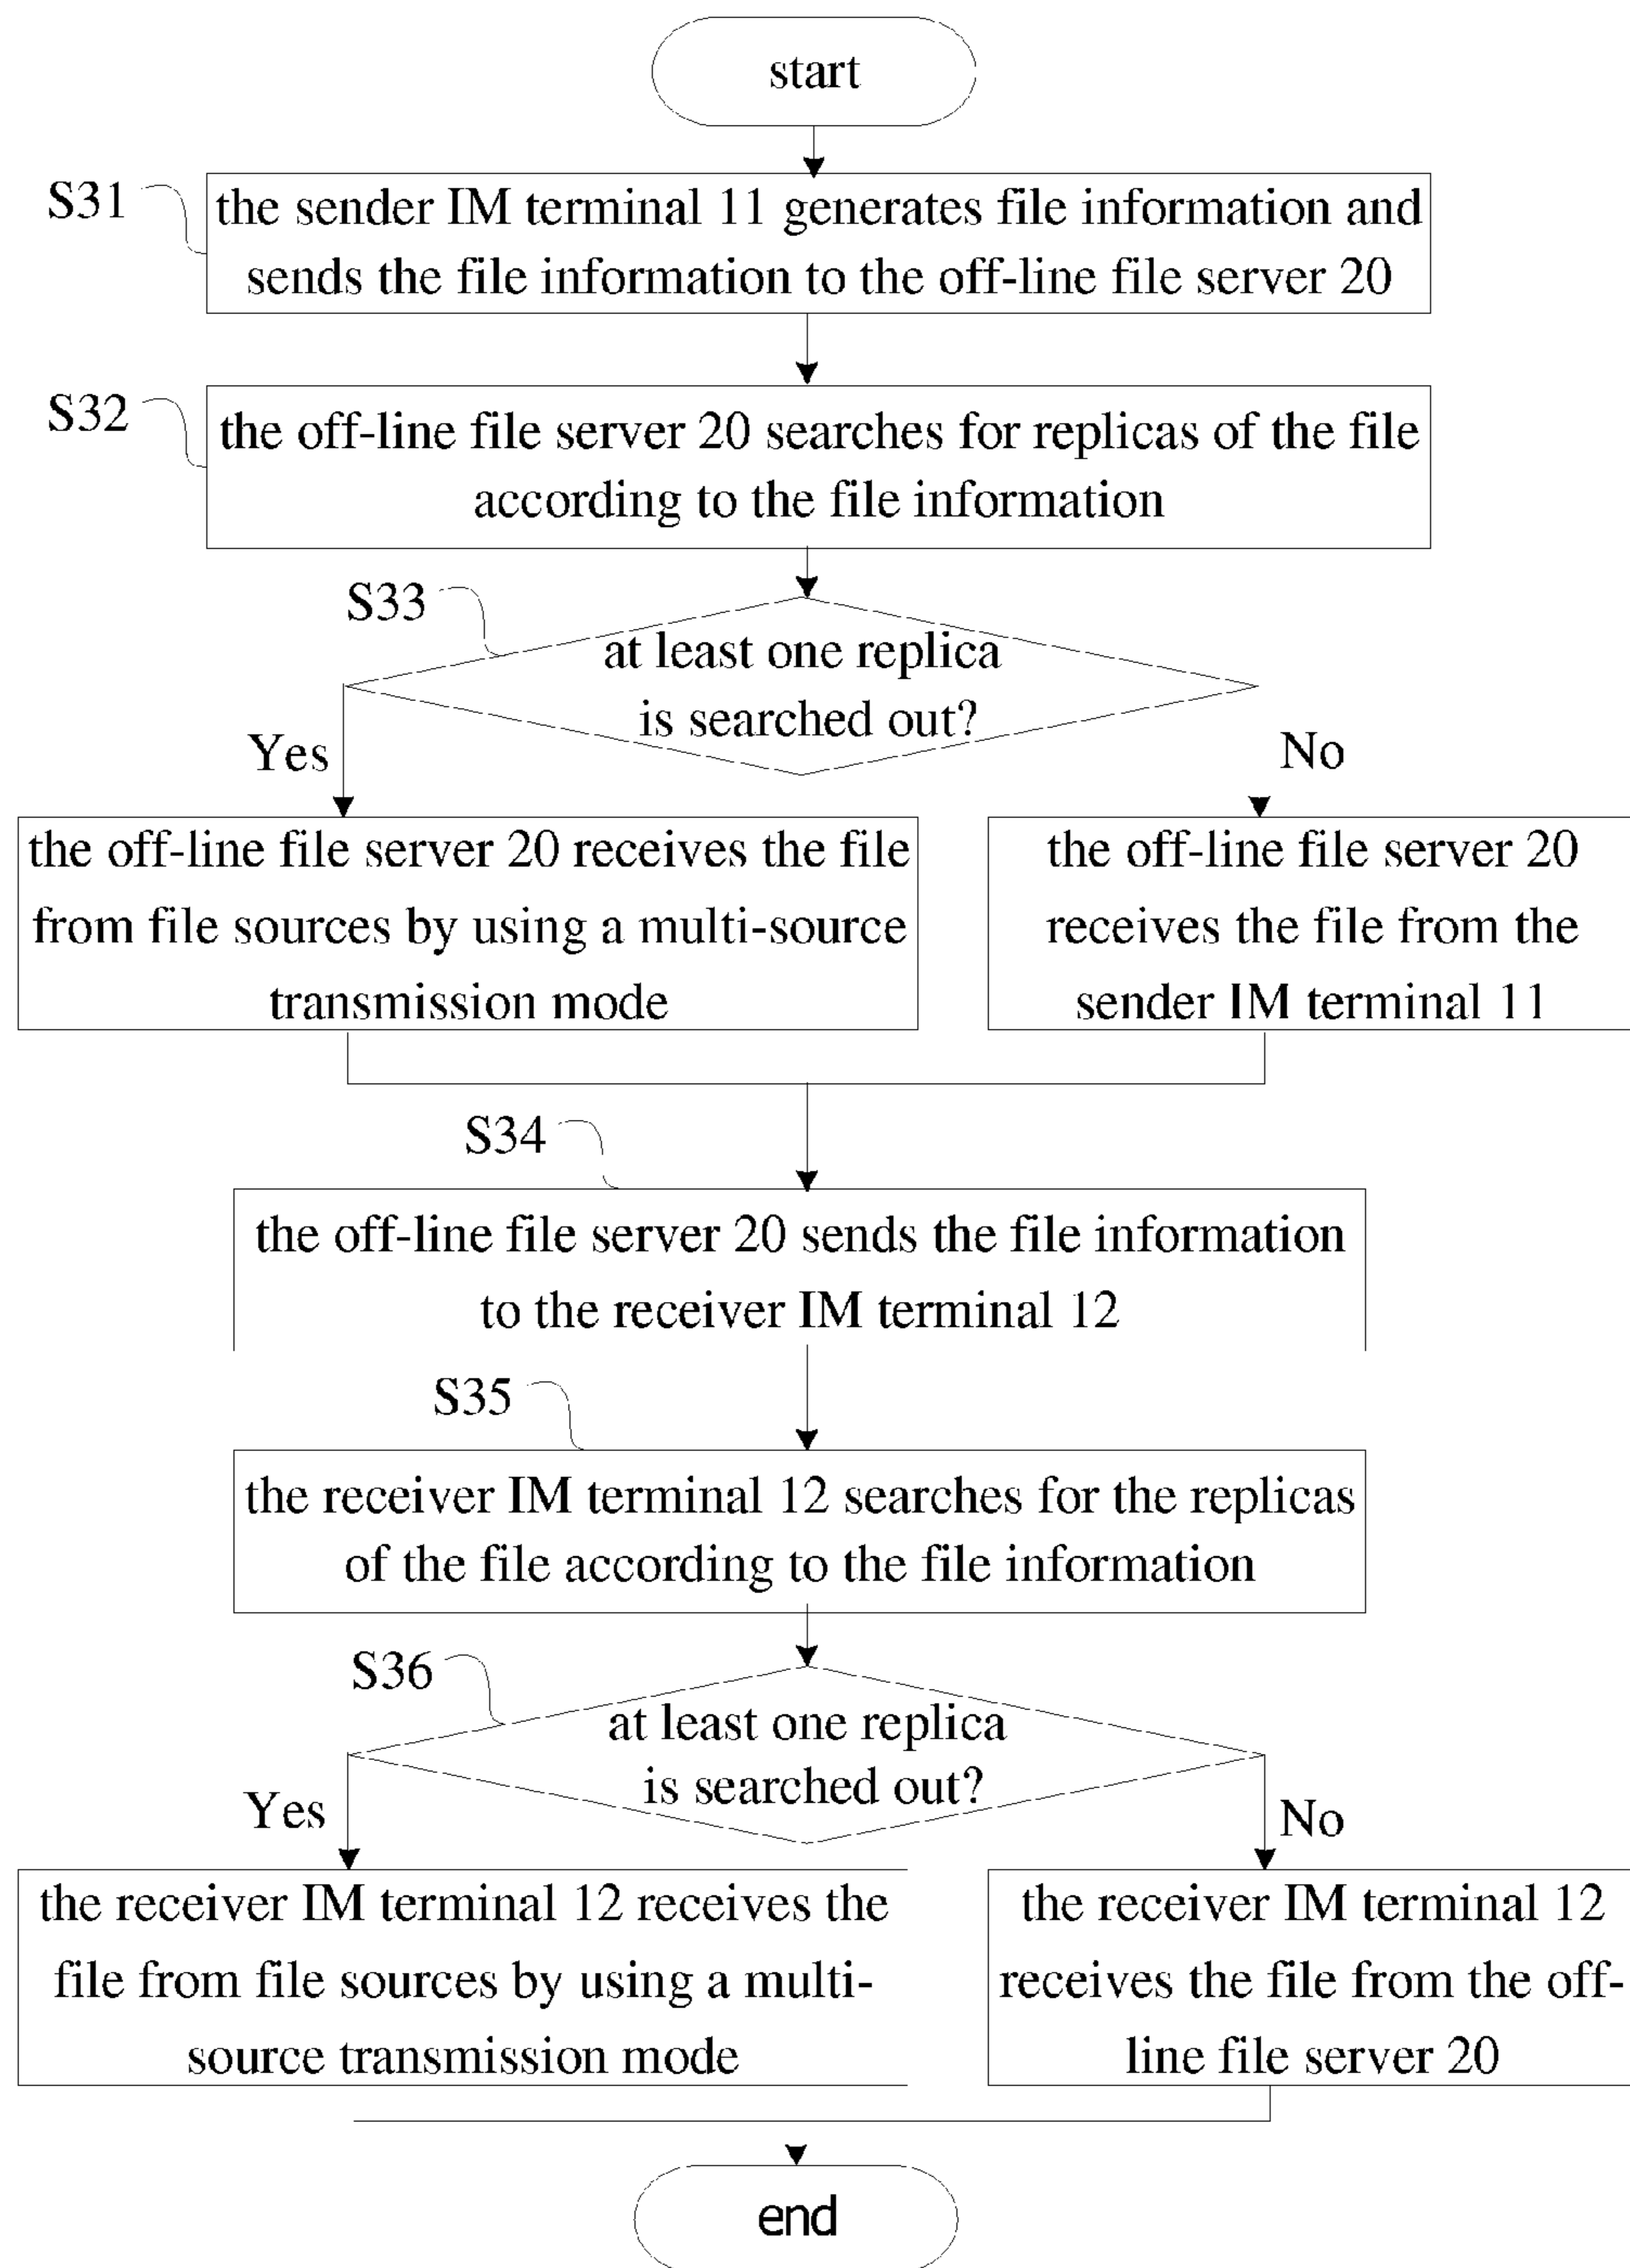 start
S31
the sender IM terminal 11 generates file information and
sends the file information to the off-line file server 20
S32
the off-line file server 20 searches for replicas of the file
according to the file information
S33
at least one replica
is searched out?
Yes
No
the off-line file server 20 receives the file
from file sources by using a multi-source
transmission mode
the off-line file server 20
receives the file from the
sender IM terminal 11
S34
the off-line file server 20 sends the file information
to the receiver IM terminal 12
S35
the receiver IM terminal 12 searches for the replicas
of the file according to the file information
S36
at least one replica
is searched out?
Yes
No
the receiver IM terminal 12 receives the
file from file sources by using a multi-
source transmission mode
the receiver IM terminal 12
receives the file from the off-
line file server 20
end